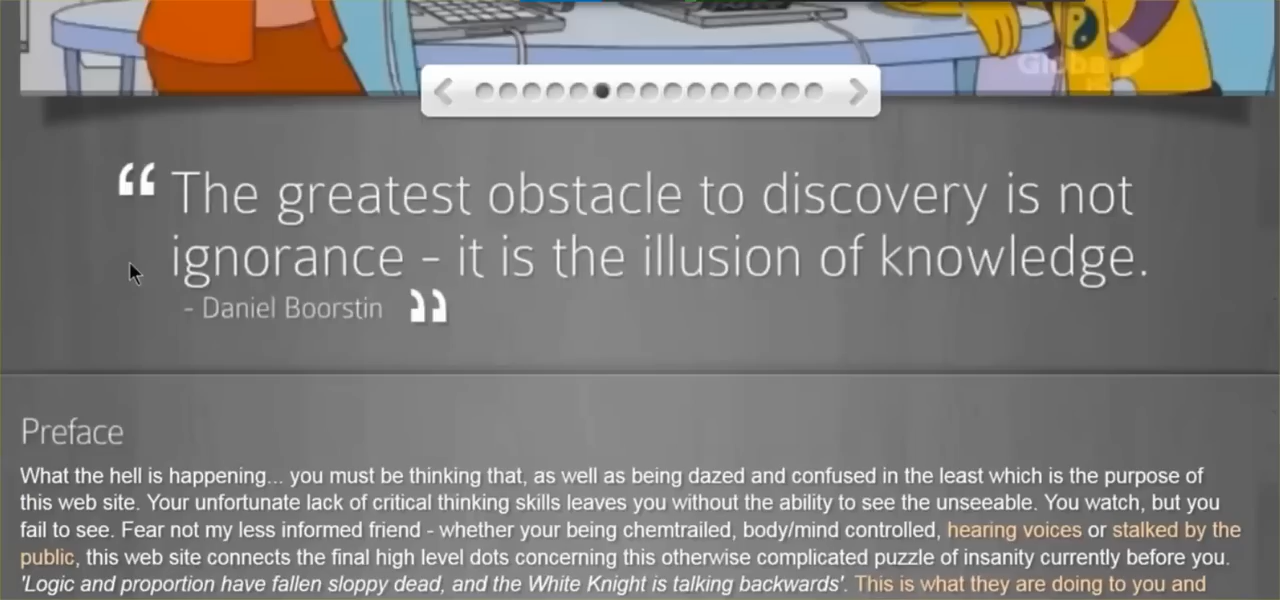 Global
“ The greatest obstacle to discovery is not
ignorance - it is the illusion of knowledge.
- Daniel Boorstin ”
Preface
What the hell is happening... you must be thinking that, as well as being dazed and confused in the least which is the purpose of
this web site. Your unfortunate lack of critical thinking skills leaves you without the ability to see the unseeable. You watch, but you
fail to see. Fear not my less informed friend - whether your being chemtrailed, body/mind controlled, hearing voices or stalked by the
public, this web site connects the final high level dots concerning this otherwise complicated puzzle of insanity currently before you.
'Logic and proportion have fallen sloppy dead, and the White Knight is talking backwards'. This is what they are doing to you and